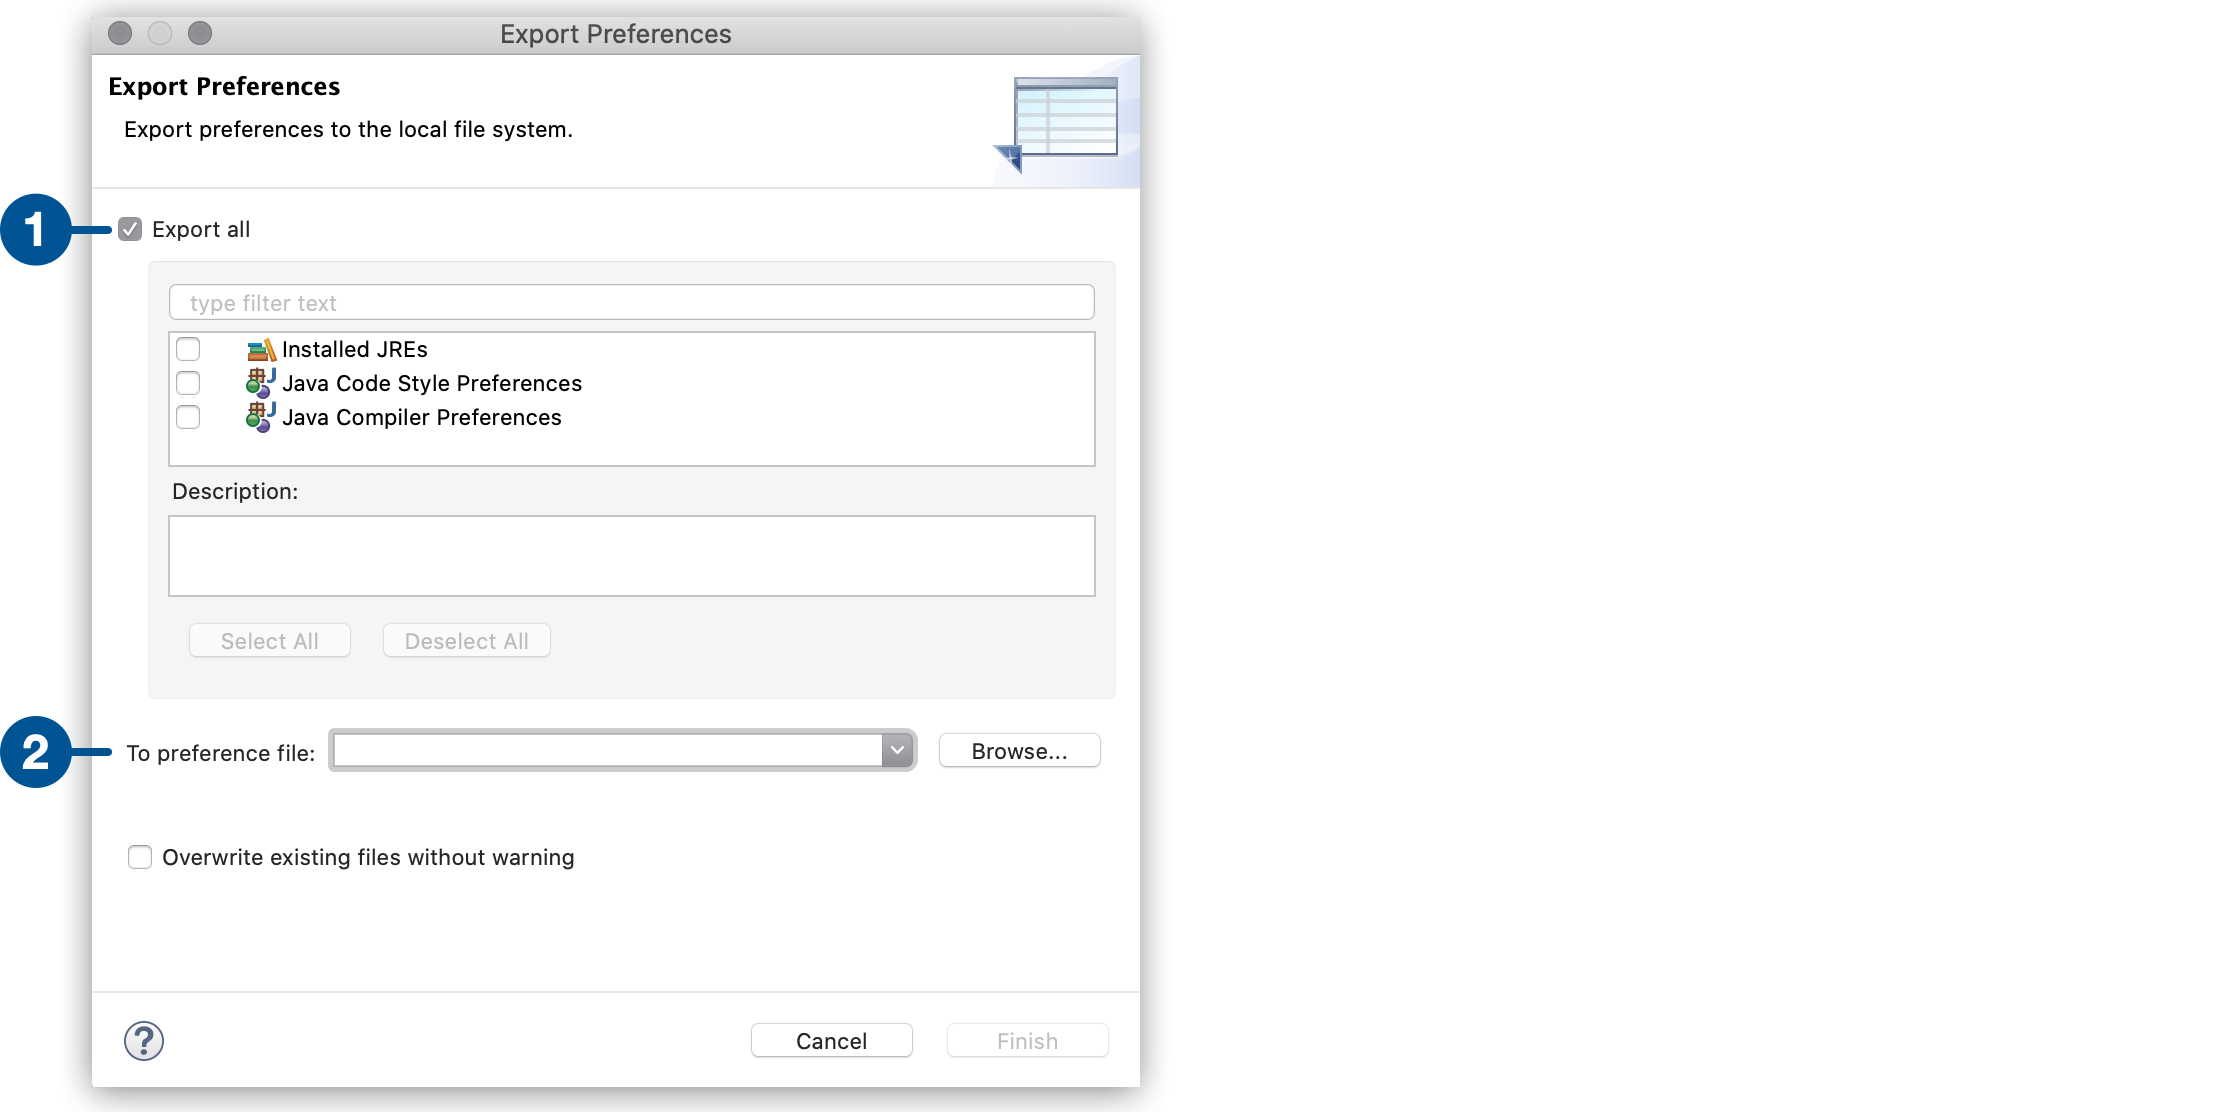 Export Preferences
Export Preferences
Export preferences to the local file system.
1
Export all
type filter text
Installed JREs
Java Code Style Preferences
Java Compiler Preferences
Description:
Select All Deselect All
2
To preference file: Browse...
Overwrite existing files without warning
? Cancel Finish